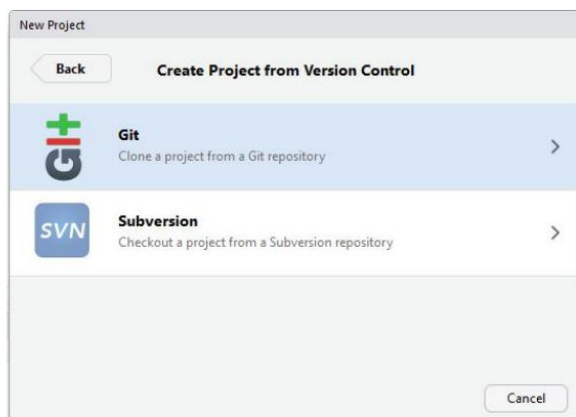 New Project
Back
Create Project from Version Control
git
Git
Clone a project from a Git repository
SVN
Subversion
Checkout a project from a Subversion repository
Cancel